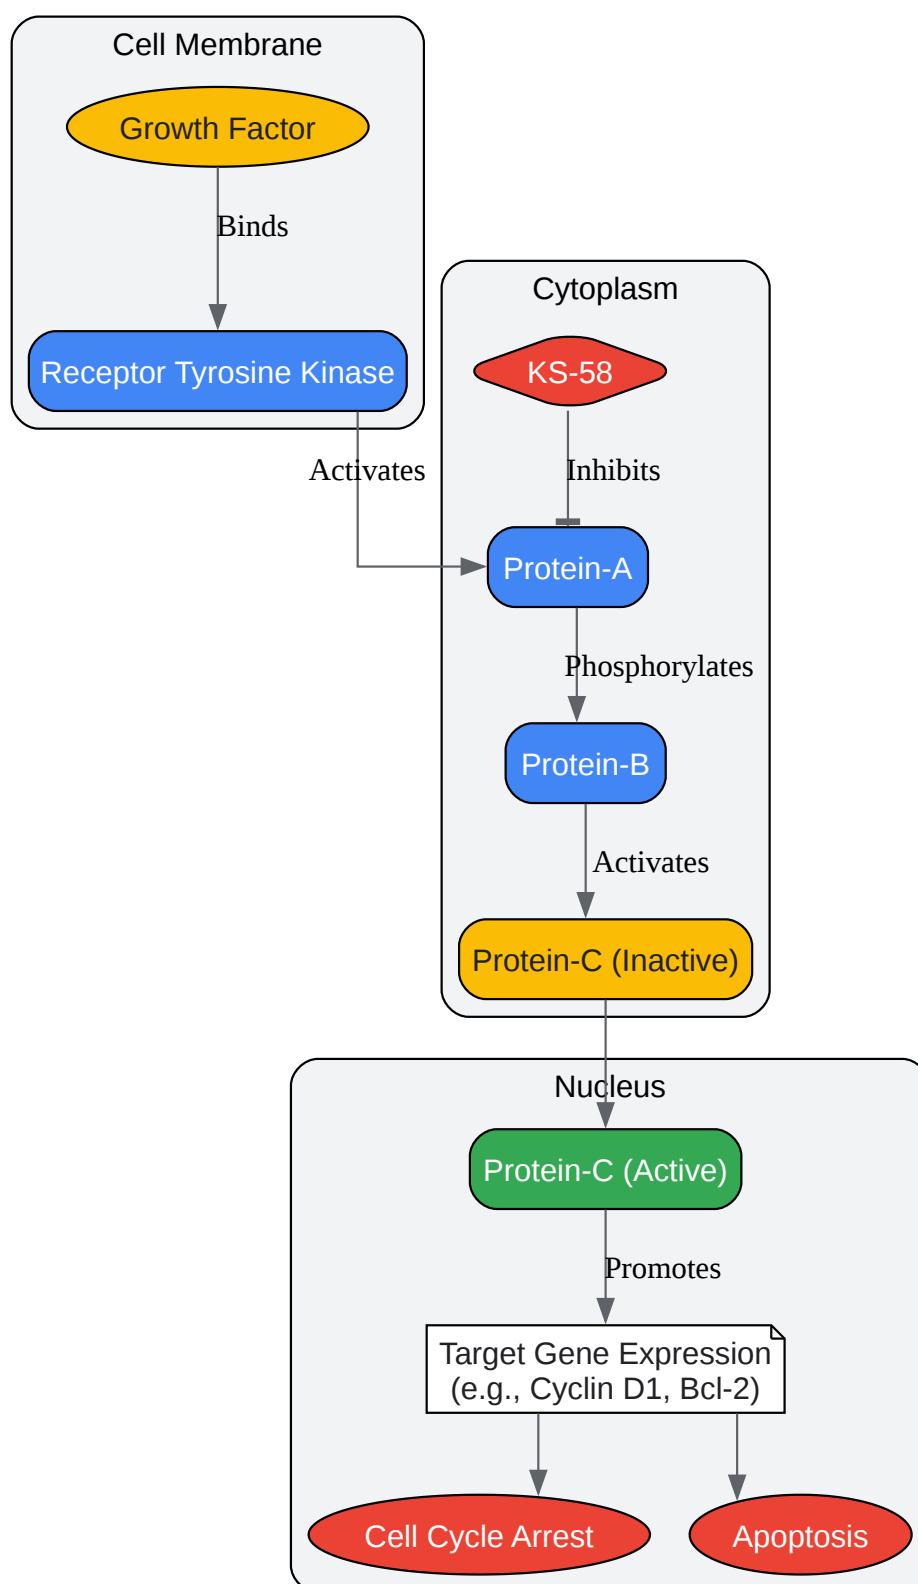 Cell Membrane
Growth Factor
Binds
Receptor Tyrosine Kinase
Activates
Cytoplasm
KS-58
Inhibits
Protein-A
Phosphorylates
Protein-B
Activates
Protein-C (Inactive)
Nucleus
Protein-C (Active)
Promotes
Target Gene Expression
(e.g., Cyclin D1, Bcl-2)
Cell Cycle Arrest
Apoptosis